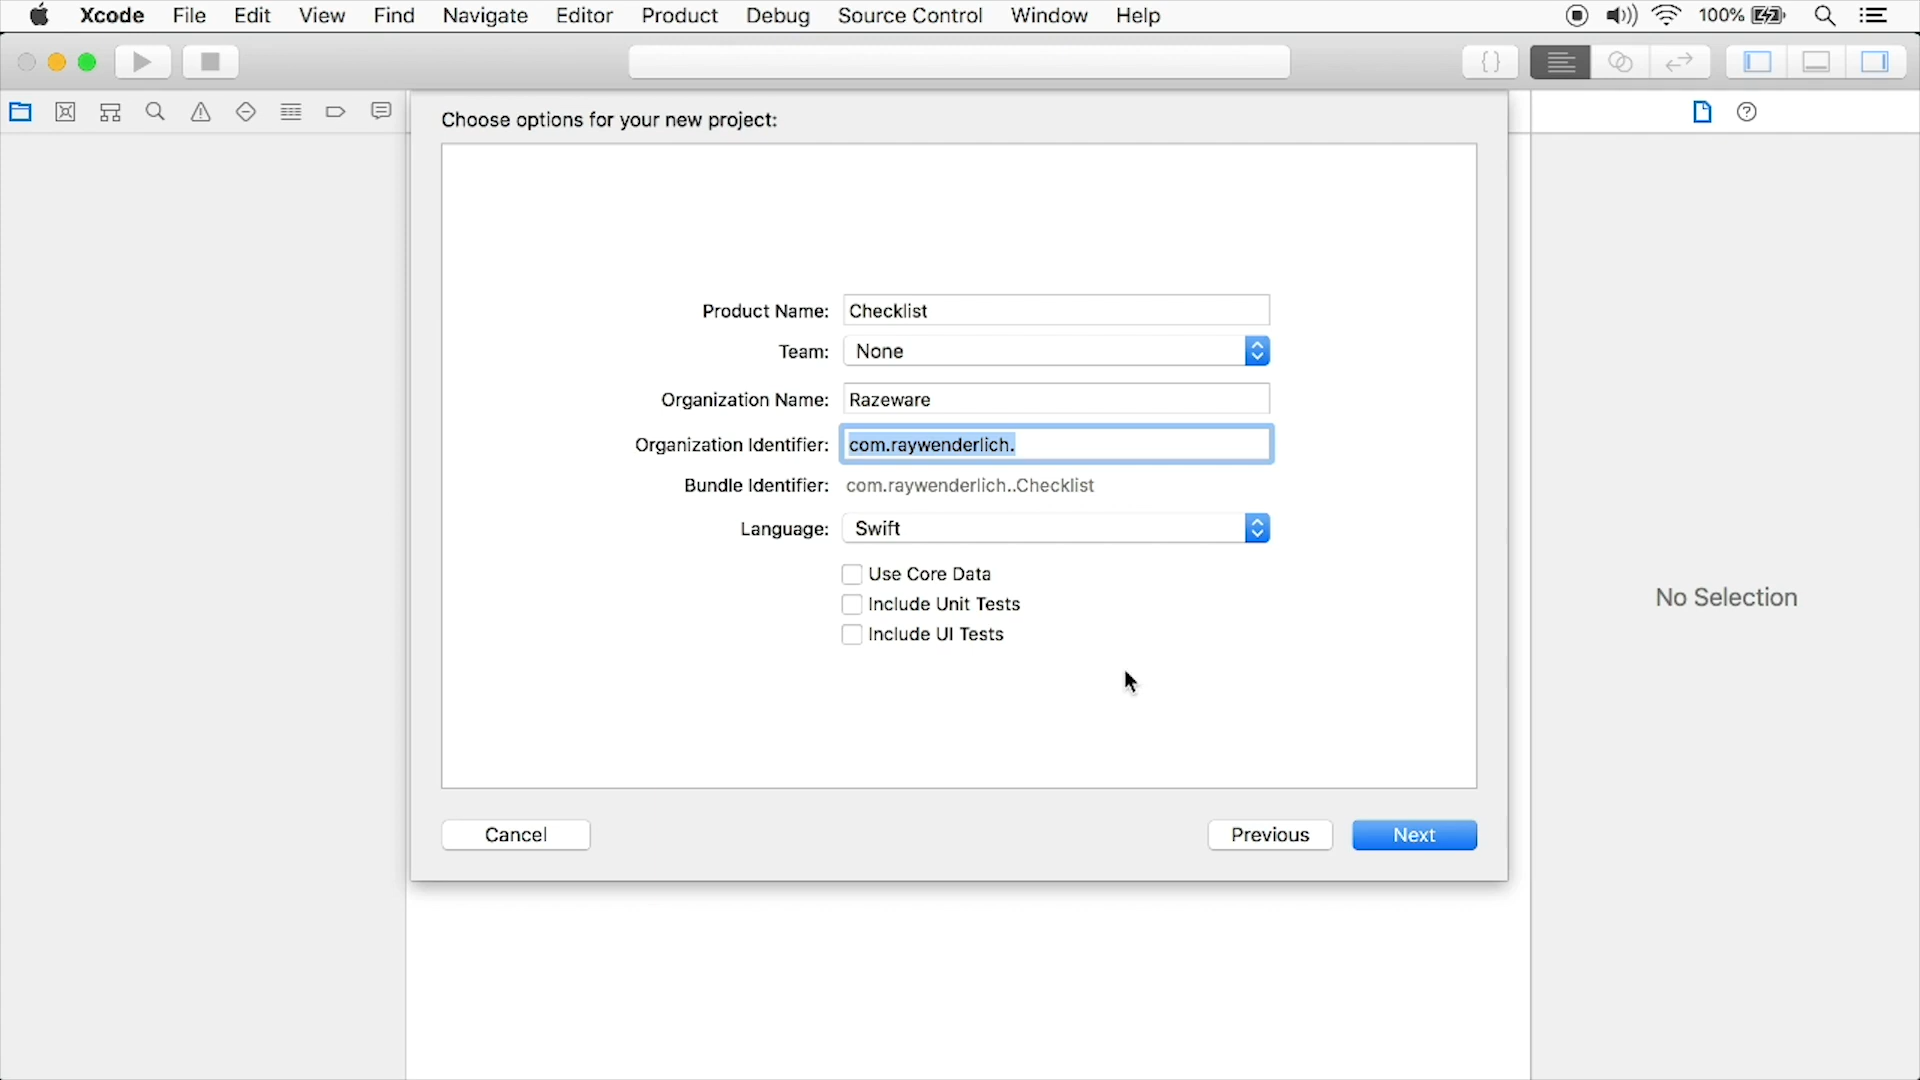 Xcode File Edit View Find Navigate Editor Product Debug Source Control Window Help 100%
Choose options for your new project:
Product Name: Checklist
Team: None
Organization Name: Razeware
Organization Identifier: com.raywenderlich.
Bundle Identifier: com.raywenderlich..Checklist
Language: Swift
Use Core Data
Include Unit Tests
Include UI Tests
No Selection
Cancel Previous Next